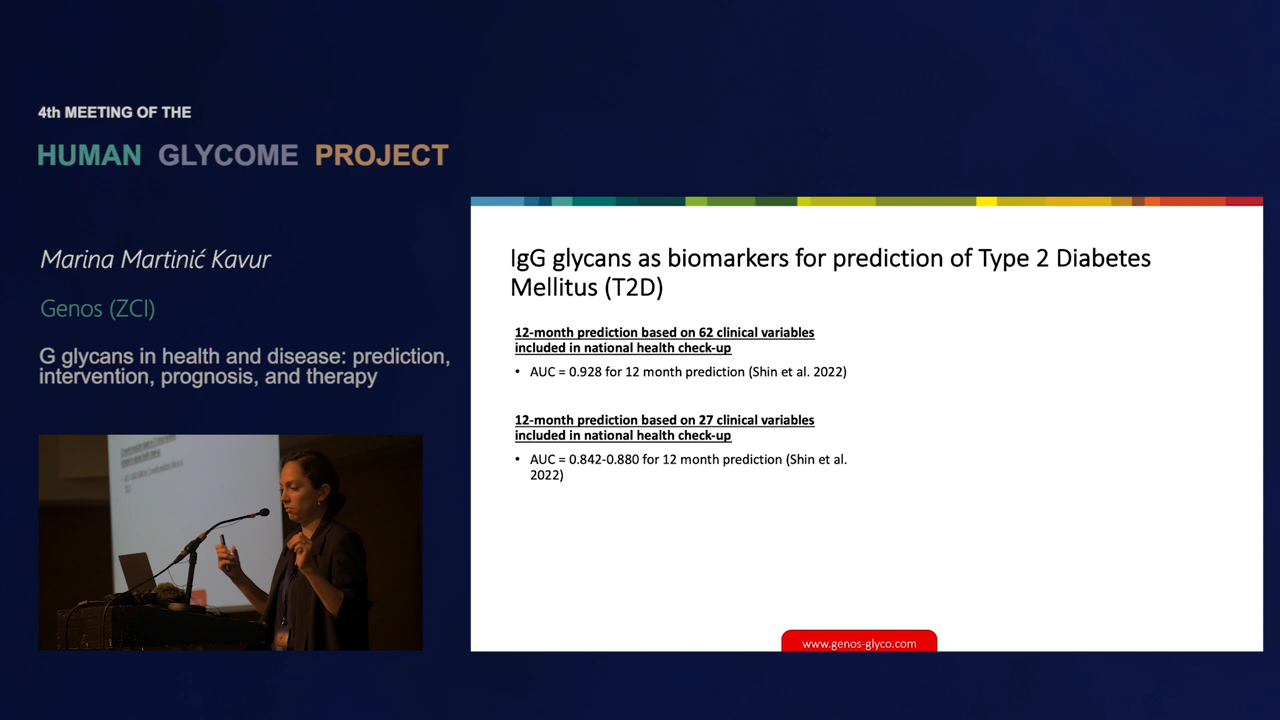 4th MEETING OF THE
HUMAN GLYCOME PROJECT
Marina Martinić Kavur
Genos (ZCI)
G glycans in health and disease: prediction,
intervention, prognosis, and therapy
IgG glycans as biomarkers for prediction of Type 2 Diabetes
Mellitus (T2D)
12-month prediction based on 62 clinical variables
included in national health check-up
• AUC = 0.928 for 12 month prediction (Shin et al. 2022)
12-month prediction based on 27 clinical variables
included in national health check-up
• AUC = 0.842-0.880 for 12 month prediction (Shin et al.
2022)
www.genos-glyco.com